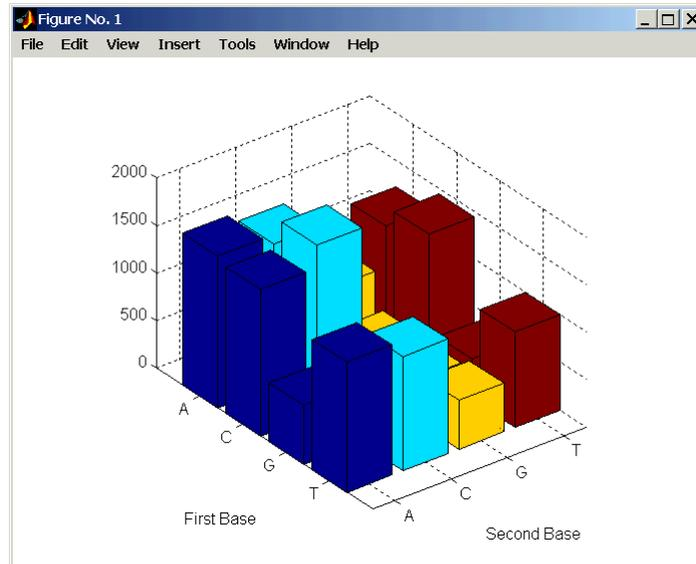 Figure No. 1
File Edit View Insert Tools Window Help
2000
1500
1000
500
0
A
C
G
T
First Base
A
C
G
T
Second Base